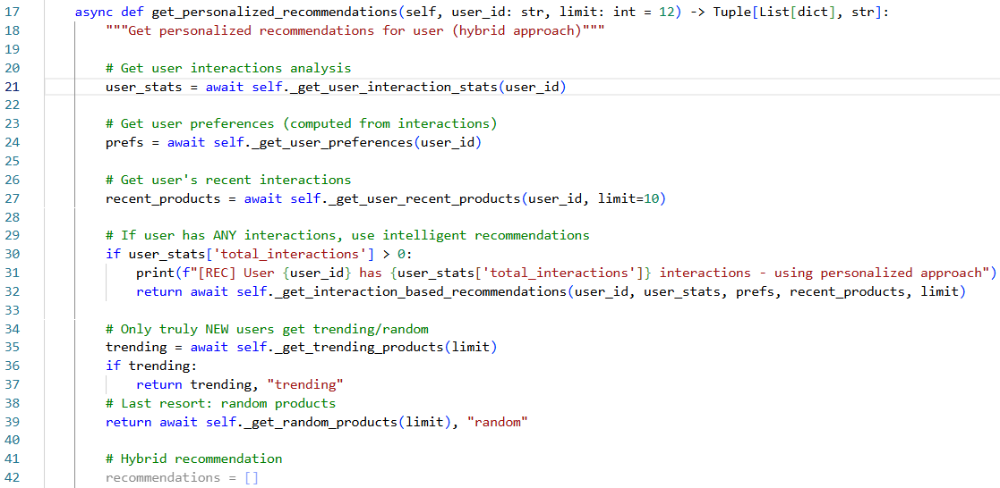 17 async def get_personalized_recommendations(self, user_id: str, limit: int = 12) -> Tuple[List[dict], str]:
18 """Get personalized recommendations for user (hybrid approach)"""
19
20 # Get user interactions analysis
21 user_stats = await self._get_user_interaction_stats(user_id)
22
23 # Get user preferences (computed from interactions)
24 prefs = await self._get_user_preferences(user_id)
25
26 # Get user's recent interactions
27 recent_products = await self._get_user_recent_products(user_id, limit=10)
28
29 # If user has ANY interactions, use intelligent recommendations
30 if user_stats['total_interactions'] > 0:
31 print(f"[REC] User {user_id} has {user_stats['total_interactions']} interactions - using personalized approach")
32 return await self._get_interaction_based_recommendations(user_id, user_stats, prefs, recent_products, limit)
33
34 # Only truly NEW users get trending/random
35 trending = await self._get_trending_products(limit)
36 if trending:
37 return trending, "trending"
38 # Last resort: random products
39 return await self._get_random_products(limit), "random"
40
41 # Hybrid recommendation
42 recommendations = []